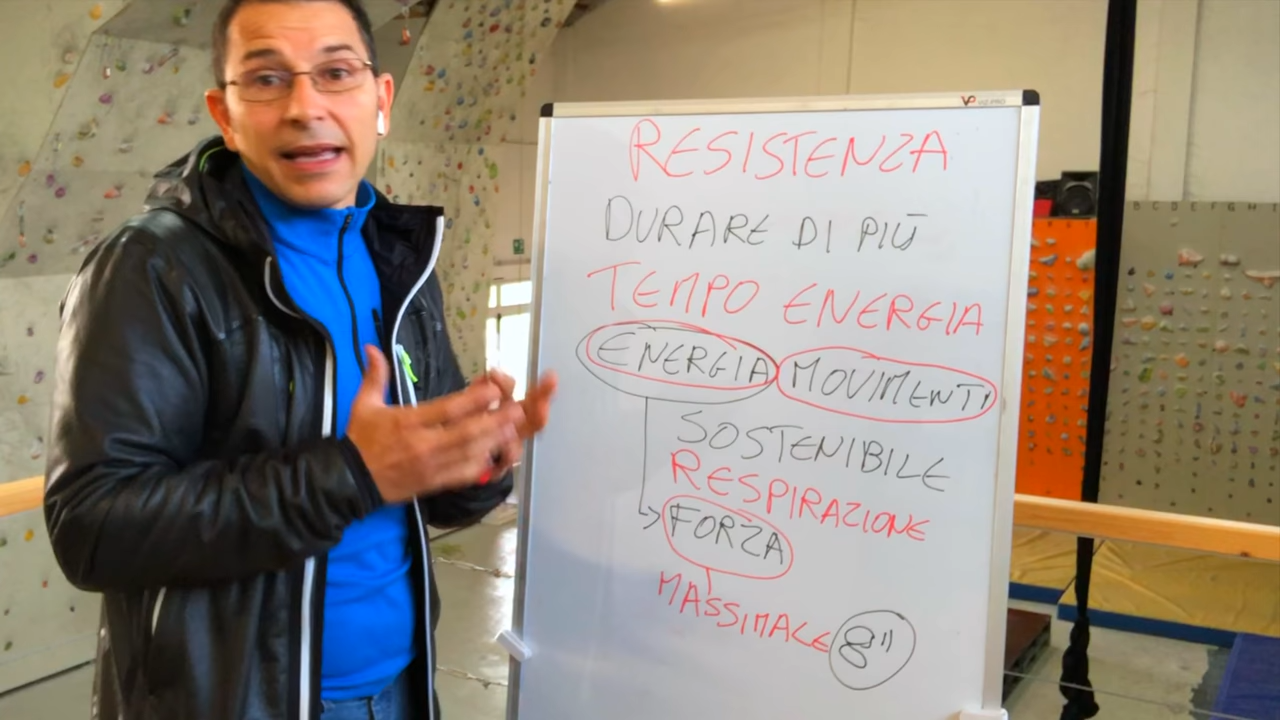 RESISTENZA
DURARE DI PIÙ
TEMPO ENERGIA
ENERGIA MOVIMENTI
SOSTENIBILE
RESPIRAZIONE
FORZA
MASSIMALE 8"
B C D E F G H I